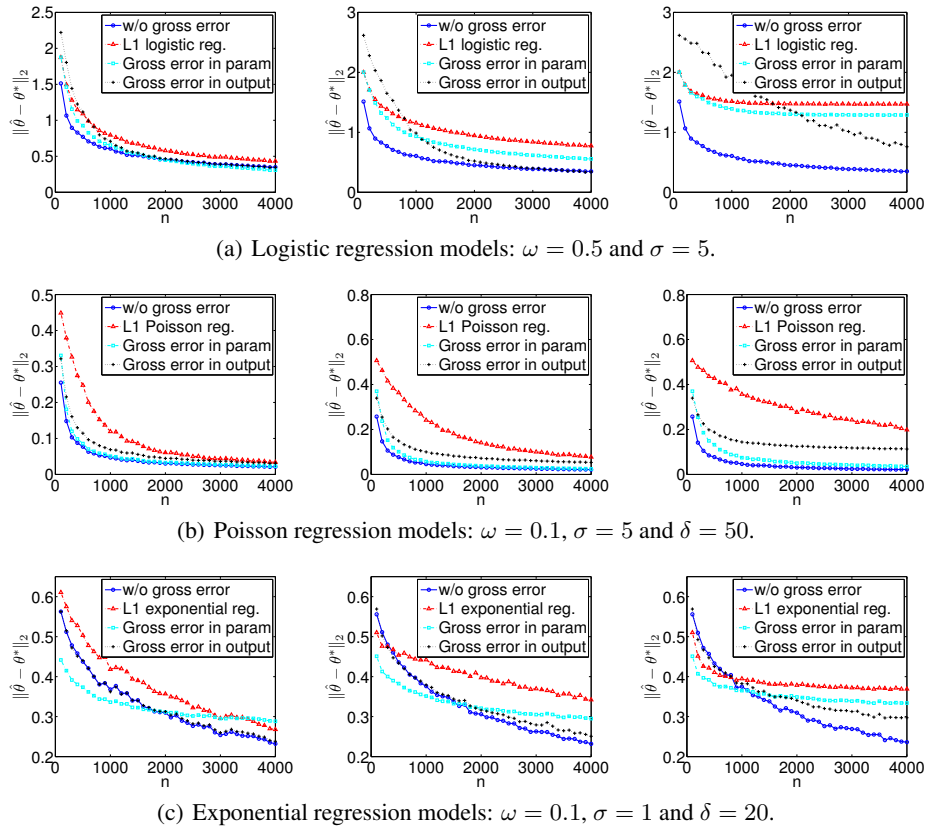 2.5
2
1.5
1
0.5
0
0 1000 2000 3000 4000
n
‖θ̂ − θ*‖₂
w/o gross error
L1 logistic reg.
Gross error in param
Gross error in output
3
2
1
0
0 1000 2000 3000 4000
n
‖θ̂ − θ*‖₂
w/o gross error
L1 logistic reg.
Gross error in param
Gross error in output
3
2
1
0
0 1000 2000 3000 4000
n
‖θ̂ − θ*‖₂
w/o gross error
L1 logistic reg.
Gross error in param
Gross error in output
(a) Logistic regression models: ω = 0.5 and σ = 5.
0.5
0.4
0.3
0.2
0.1
0
0 1000 2000 3000 4000
n
‖θ̂ − θ*‖₂
w/o gross error
L1 Poisson reg.
Gross error in param
Gross error in output
0.8
0.6
0.4
0.2
0
0 1000 2000 3000 4000
n
‖θ̂ − θ*‖₂
w/o gross error
L1 Poisson reg.
Gross error in param
Gross error in output
0.8
0.6
0.4
0.2
0
0 1000 2000 3000 4000
n
‖θ̂ − θ*‖₂
w/o gross error
L1 Poisson reg.
Gross error in param
Gross error in output
(b) Poisson regression models: ω = 0.1, σ = 5 and δ = 50.
0.6
0.5
0.4
0.3
0.2
0 1000 2000 3000 4000
n
‖θ̂ − θ*‖₂
w/o gross error
L1 exponential reg.
Gross error in param
Gross error in output
0.6
0.5
0.4
0.3
0.2
0 1000 2000 3000 4000
n
‖θ̂ − θ*‖₂
w/o gross error
L1 exponential reg.
Gross error in param
Gross error in output
0.6
0.5
0.4
0.3
0.2
0 1000 2000 3000 4000
n
‖θ̂ − θ*‖₂
w/o gross error
L1 exponential reg.
Gross error in param
Gross error in output
(c) Exponential regression models: ω = 0.1, σ = 1 and δ = 20.